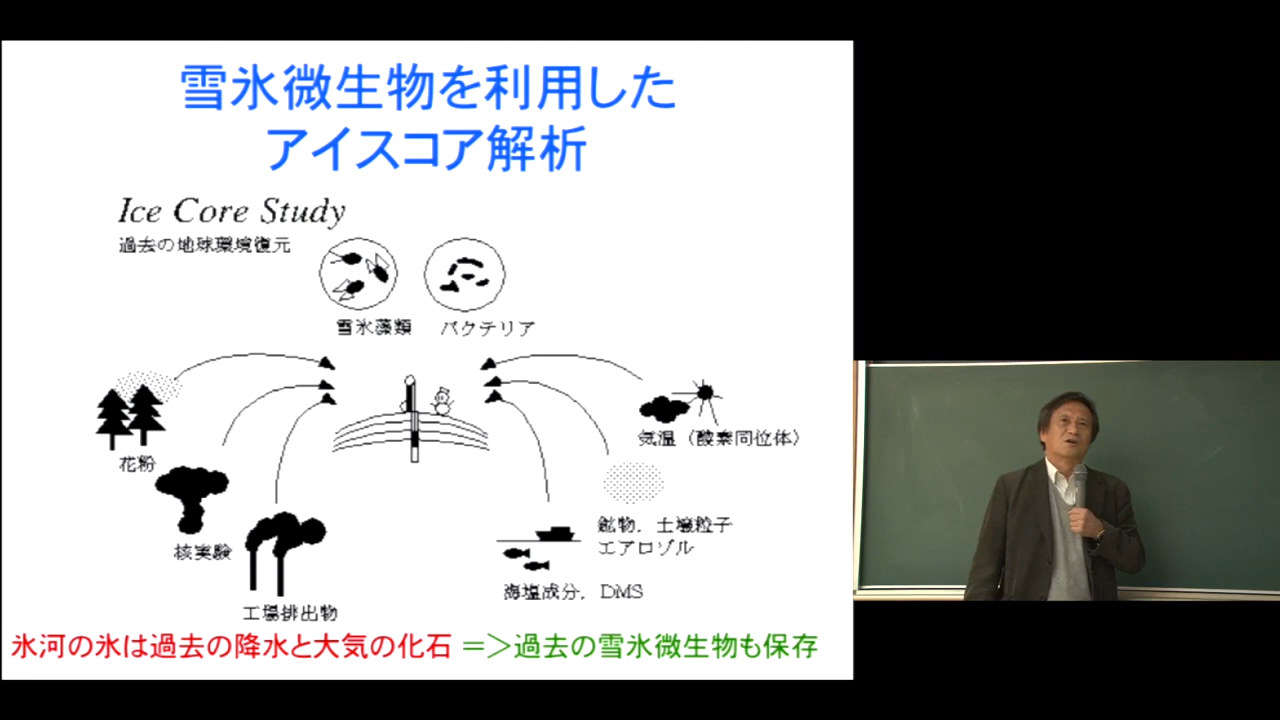 雪氷微生物を利用した
アイスコア解析
Ice Core Study
過去の地球環境復元
雪氷藻類
バクテリア
花粉
核実験
工場排出物
気温（酸素同位体）
鉱物．土壌粒子
エアロゾル
海塩成分．DMS
氷河の氷は過去の降水と大気の化石 ＝＞過去の雪氷微生物も保存